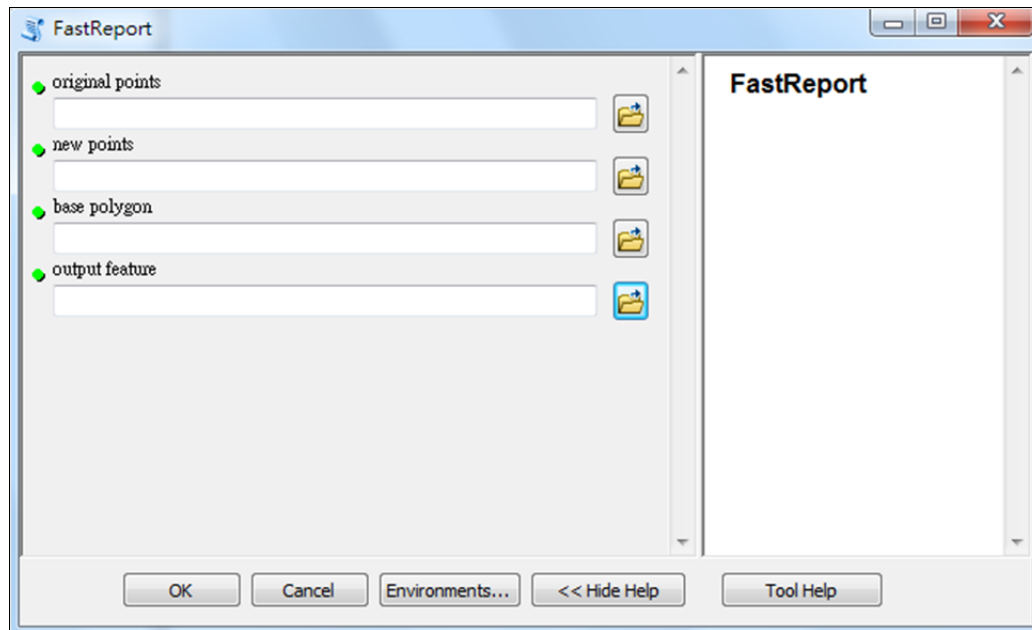 FastReport
original points
new points
base polygon
output feature
FastReport
OK
Cancel
Environments...
<< Hide Help
Tool Help